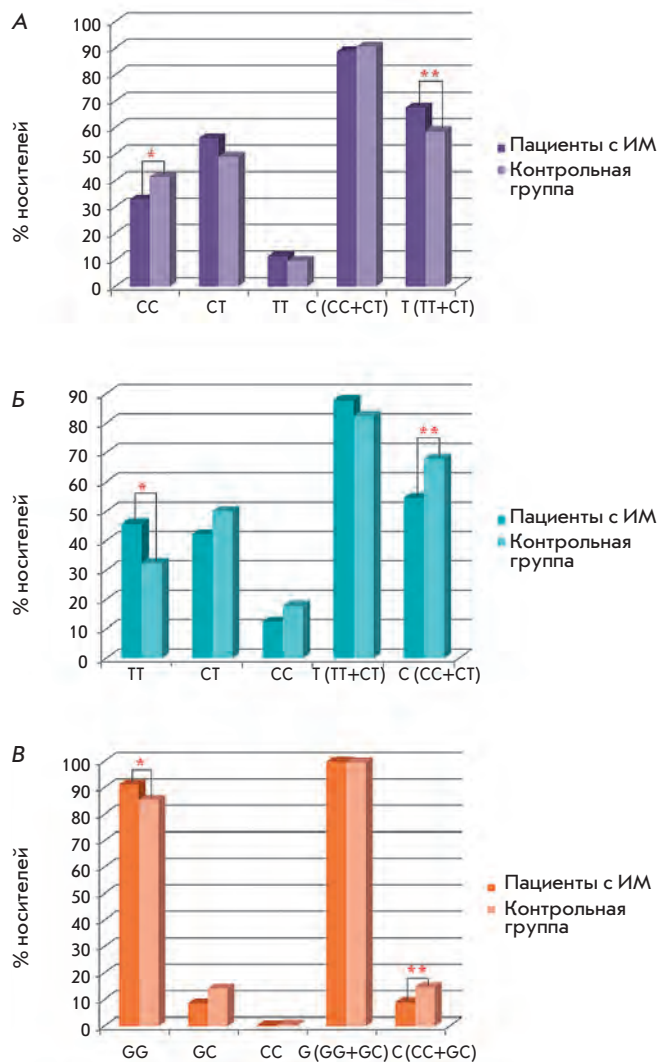 А
% носителей
100
90
80
70
60
50
40
30
20
10
0
*
**
CC
CT
TT
C (CC+CT)
T (TT+CT)
Пациенты с ИМ
Контрольная
группа
Б
% носителей
90
80
70
60
50
40
30
20
10
0
*
**
TT
CT
CC
T (TT+CT)
C (CC+CT)
Пациенты с ИМ
Контрольная
группа
В
% носителей
100
90
80
70
60
50
40
30
20
10
0
*
**
GG
GC
CC
G (GG+GC)
C (CC+GC)
Пациенты с ИМ
Контрольная
группа